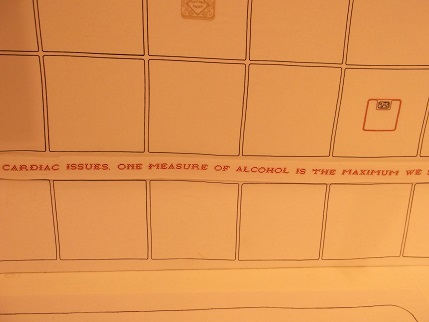 CARDIAC ISSUES. ONE MEASURE OF ALCOHOL IS THE MAXIMUM WE